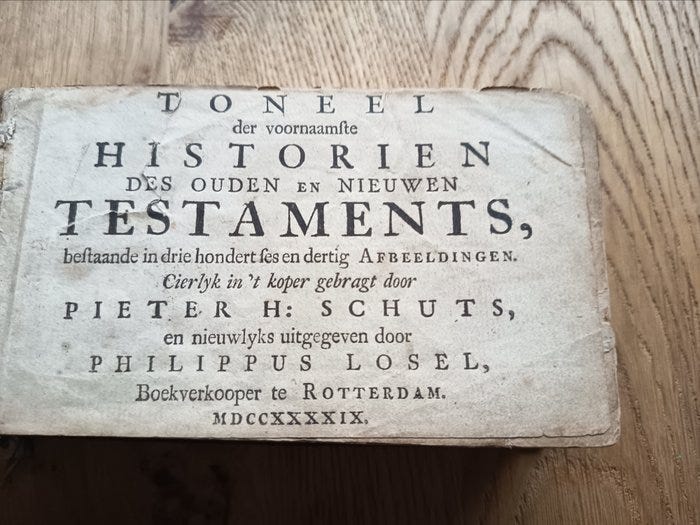 TONEEL
der voornaamſte
HISTORIEN
DES OUDEN EN NIEUWEN
TESTAMENTS,
beſtaande in drie hondert ſes en dertig AFBEELDINGEN.
Cierlyk in 't koper gebragt door
PIETER H: SCHUTS,
en nieuwlyks uitgegeven door
PHILIPPUS LOSEL,
Boekverkooper te ROTTERDAM.
MDCCXXXXIX,